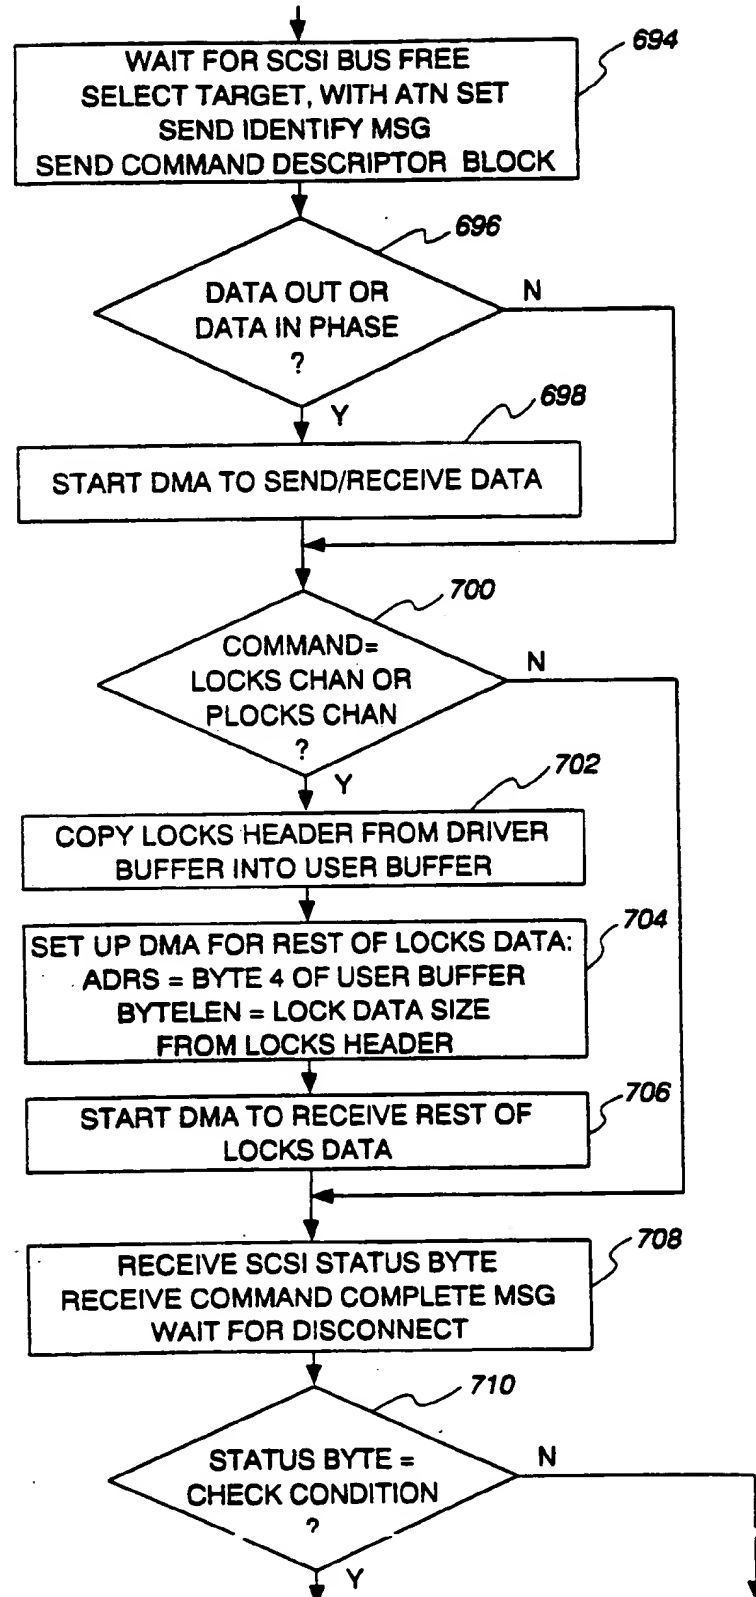 694
WAIT FOR SCSI BUS FREE
SELECT TARGET, WITH ATN SET
SEND IDENTIFY MSG
SEND COMMAND DESCRIPTOR BLOCK
696
DATA OUT OR
DATA IN PHASE
?
N
Y
698
START DMA TO SEND/RECEIVE DATA
700
COMMAND=
LOCKS CHAN OR
PLOCKS CHAN
?
N
Y
702
COPY LOCKS HEADER FROM DRIVER
BUFFER INTO USER BUFFER
704
SET UP DMA FOR REST OF LOCKS DATA:
ADRS = BYTE 4 OF USER BUFFER
BYTELEN = LOCK DATA SIZE
FROM LOCKS HEADER
706
START DMA TO RECEIVE REST OF
LOCKS DATA
708
RECEIVE SCSI STATUS BYTE
RECEIVE COMMAND COMPLETE MSG
WAIT FOR DISCONNECT
710
STATUS BYTE =
CHECK CONDITION
?
N
Y